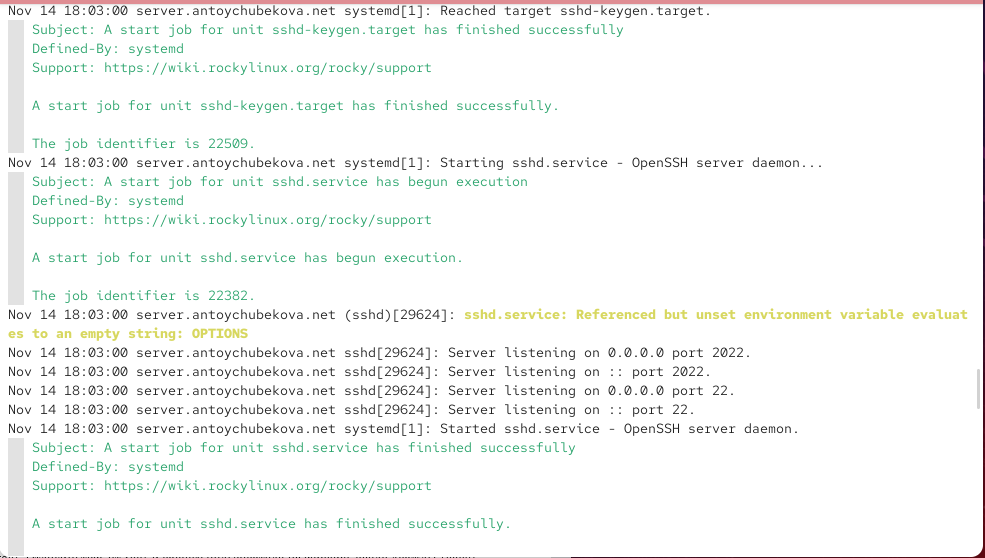 Nov 14 18:03:00 server.antoychubekova.net systemd[1]: Reached target sshd-keygen.target.
Subject: A start job for unit sshd-keygen.target has finished successfully
Defined-By: systemd
Support: https://wiki.rockylinux.org/rocky/support
A start job for unit sshd-keygen.target has finished successfully.
The job identifier is 22509.
Nov 14 18:03:00 server.antoychubekova.net systemd[1]: Starting sshd.service - OpenSSH server daemon...
Subject: A start job for unit sshd.service has begun execution
Defined-By: systemd
Support: https://wiki.rockylinux.org/rocky/support
A start job for unit sshd.service has begun execution.
The job identifier is 22382.
Nov 14 18:03:00 server.antoychubekova.net (sshd)[29624]: sshd.service: Referenced but unset environment variable evaluat
es to an empty string: OPTIONS
Nov 14 18:03:00 server.antoychubekova.net sshd[29624]: Server listening on 0.0.0.0 port 2022.
Nov 14 18:03:00 server.antoychubekova.net sshd[29624]: Server listening on :: port 2022.
Nov 14 18:03:00 server.antoychubekova.net sshd[29624]: Server listening on 0.0.0.0 port 22.
Nov 14 18:03:00 server.antoychubekova.net sshd[29624]: Server listening on :: port 22.
Nov 14 18:03:00 server.antoychubekova.net systemd[1]: Started sshd.service - OpenSSH server daemon.
Subject: A start job for unit sshd.service has finished successfully
Defined-By: systemd
Support: https://wiki.rockylinux.org/rocky/support
A start job for unit sshd.service has finished successfully.